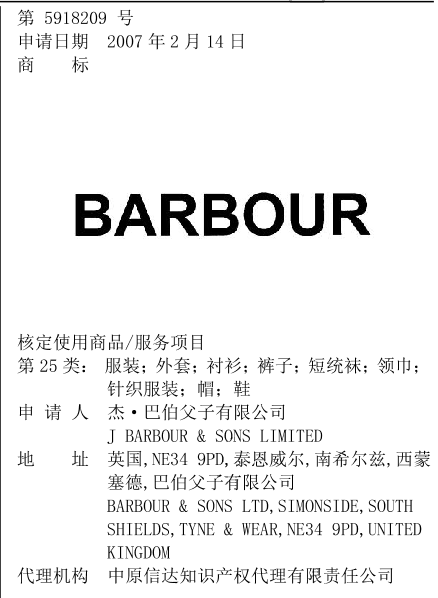 第 5918209 号
申请日期 2007 年 2 月 14 日
商 标
BARBOUR
核定使用商品/服务项目
第 25 类： 服装；外套；衬衫；裤子；短统袜；领巾；
针织服装；帽；鞋
申 请 人 杰·巴伯父子有限公司
J BARBOUR & SONS LIMITED
地 址 英国,NE34 9PD,泰恩威尔,南希尔兹,西蒙
塞德,巴伯父子有限公司
BARBOUR & SONS LTD,SIMONSIDE,SOUTH
SHIELDS,TYNE & WEAR,NE34 9PD,UNITED
KINGDOM
代理机构 中原信达知识产权代理有限责任公司